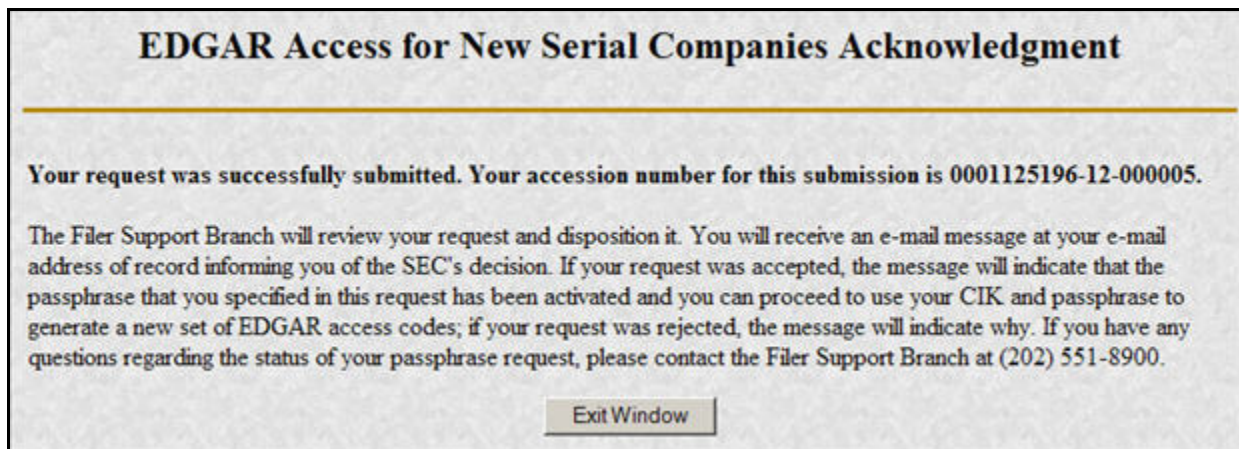 EDGAR Access for New Serial Companies Acknowledgment
Your request was successfully submitted. Your accession number for this submission is 0001125196-12-000005.
The Filer Support Branch will review your request and disposition it. You will receive an e-mail message at your e-mail
address of record informing you of the SEC's decision. If your request was accepted, the message will indicate that the
passphrase that you specified in this request has been activated and you can proceed to use your CIK and passphrase to
generate a new set of EDGAR access codes; if your request was rejected, the message will indicate why. If you have any
questions regarding the status of your passphrase request, please contact the Filer Support Branch at (202) 551-8900.
Exit Window